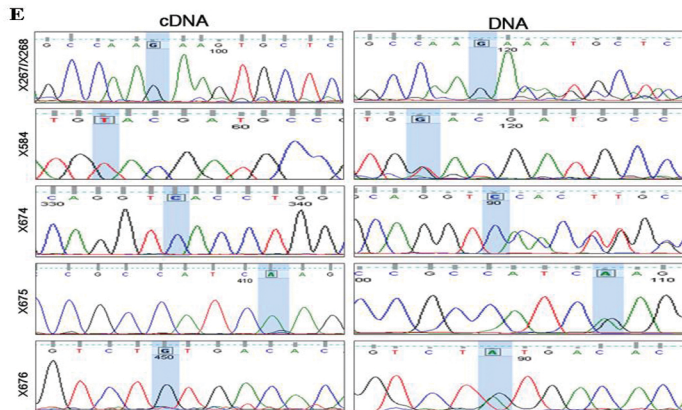 E
cDNA DNA
X267/X268
G C C A A G A A G T G C T C
100
G C C A A G A A A T G C T C
120
X584
T G T A C G A T G C C G
60
T G G A C G A T G C C
120
X674
330 340
C A G G T C A C C T G G
G C A G G T C C A C T T G C
90
X675
C G C C A T C A A G
410
C C G C C A T C A A
00 110
X676
G T C T G T G A C A C A
450
G T C T A T G A C A C
90